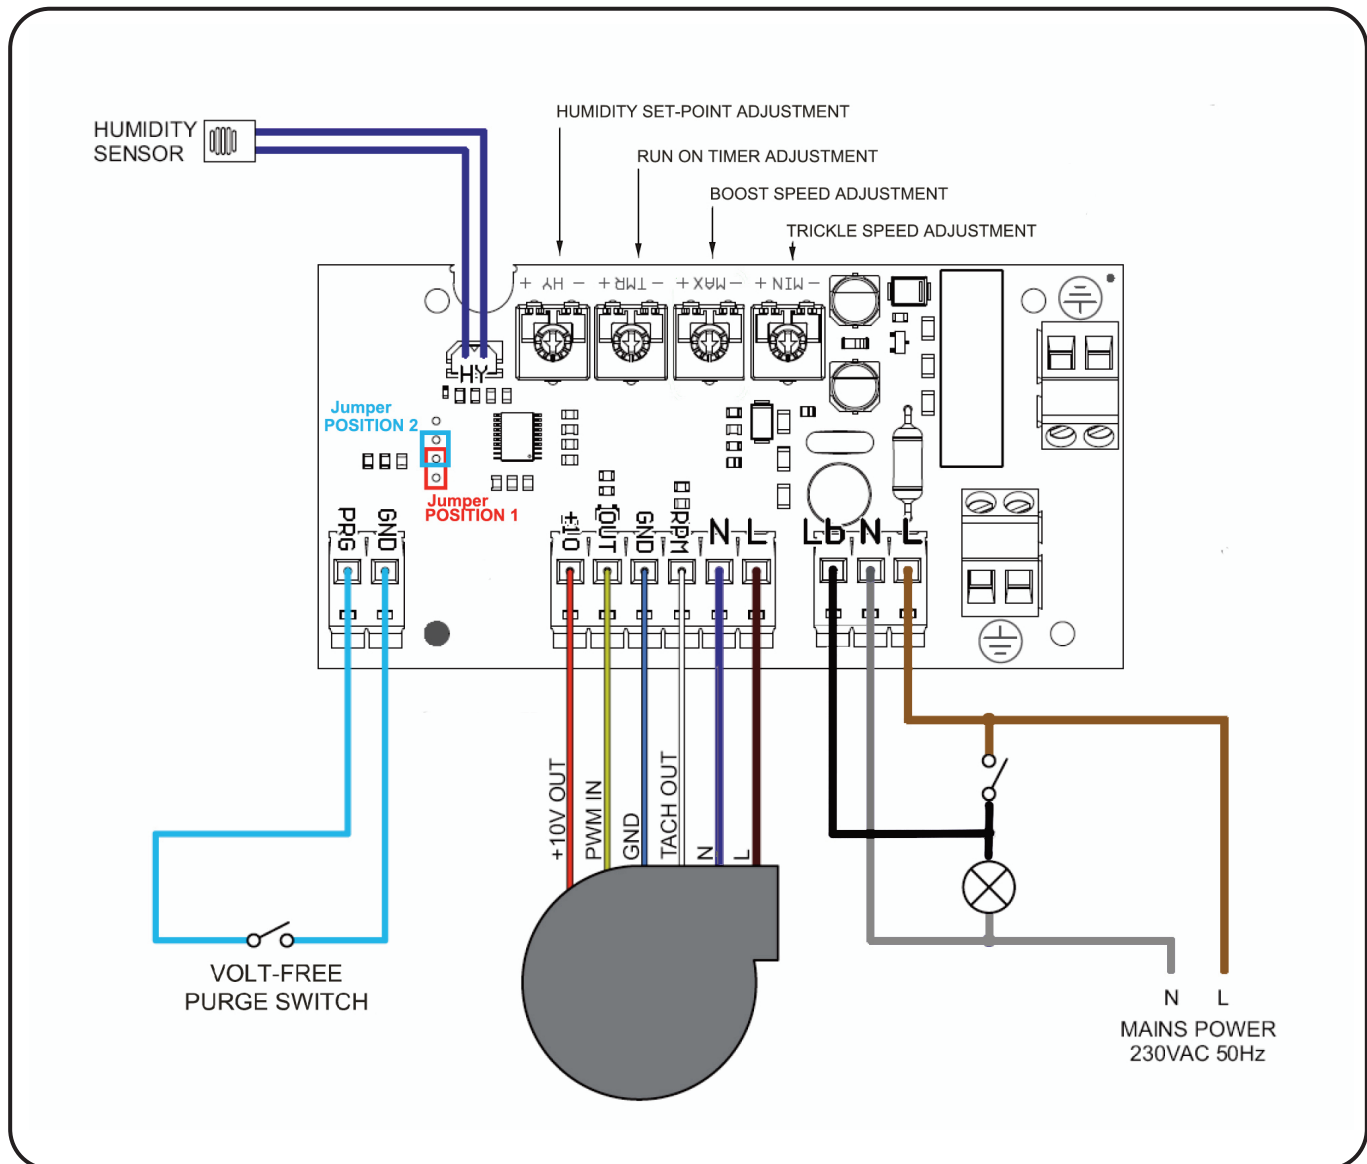 HUMIDITY SET-POINT ADJUSTMENT
HUMIDITY
SENSOR
RUN ON TIMER ADJUSTMENT
BOOST SPEED ADJUSTMENT
TRICKLE SPEED ADJUSTMENT
+ HY -
+ TMR -
+ MAX -
+ MIN -
HY
Jumper
POSITION 2
Jumper
POSITION 1
PRG
GND
+10
OUT
GND
RPM
N
L
Lb
N
L
+10V OUT
PWM IN
GND
TACH OUT
N
L
VOLT-FREE
PURGE SWITCH
N
L
MAINS POWER
230VAC 50Hz